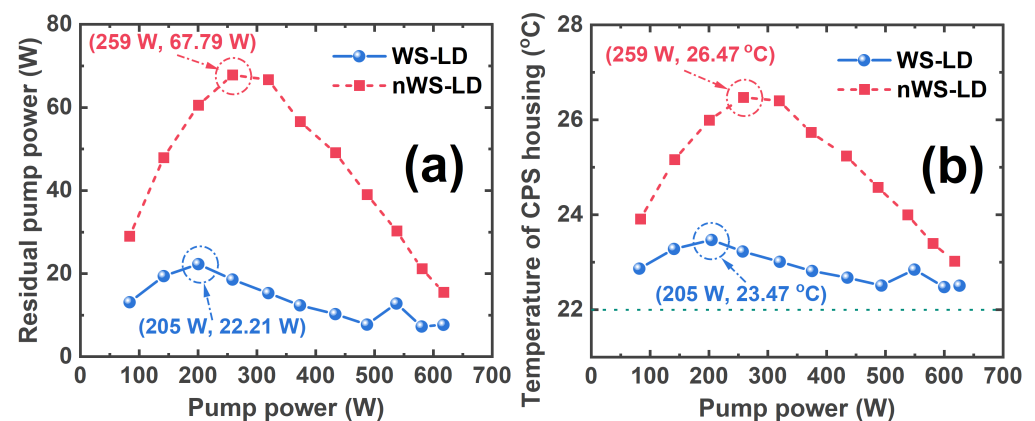 Residual pump power (W)
80
60
40
20
0
0 100 200 300 400 500 600 700
Pump power (W)
(259 W, 67.79 W)
WS-LD
nWS-LD
(a)
(205 W, 22.21 W)
Temperature of CPS housing (°C)
28
26
24
22
0 100 200 300 400 500 600 700
Pump power (W)
(259 W, 26.47 °C)
WS-LD
nWS-LD
(b)
(205 W, 23.47 °C)